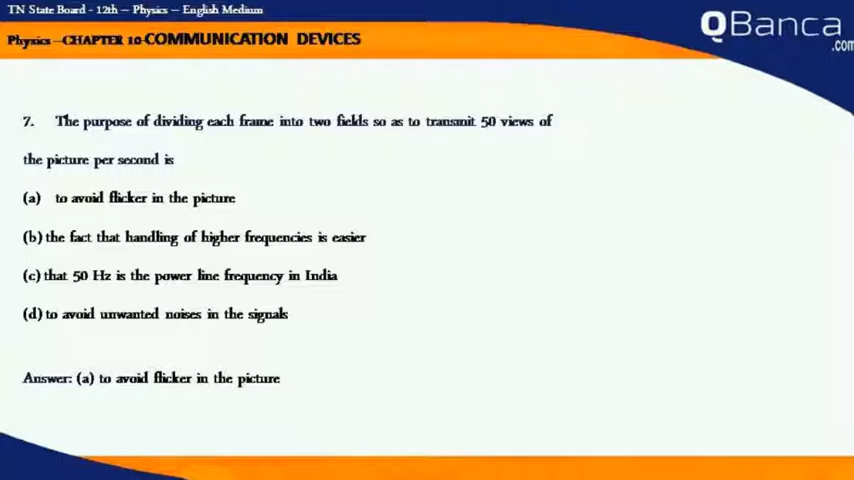 TN State Board - 12th – Physics – English Medium
QBanca
.com
Physics –CHAPTER 10-COMMUNICATION DEVICES
7. The purpose of dividing each frame into two fields so as to transmit 50 views of
the picture per second is
(a) to avoid flicker in the picture
(b) the fact that handling of higher frequencies is easier
(c) that 50 Hz is the power line frequency in India
(d) to avoid unwanted noises in the signals
Answer: (a) to avoid flicker in the picture